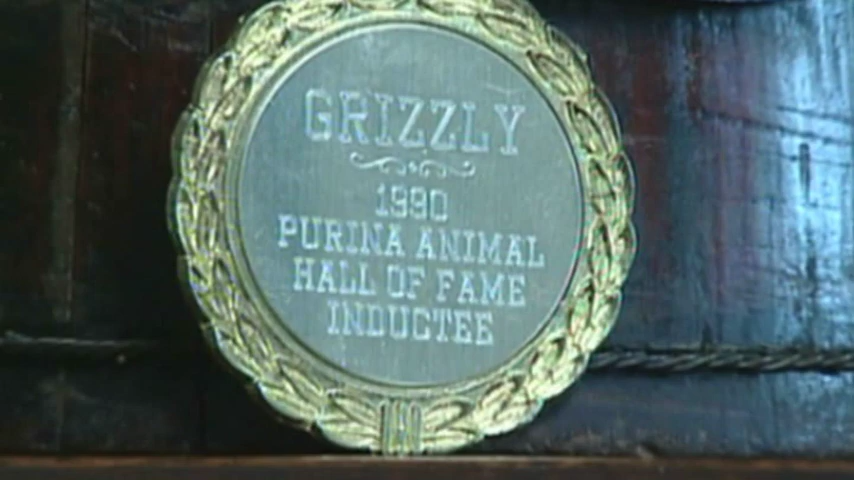 GRIZZLY
1990
PURINA ANIMAL
HALL OF FAME
INDUCTEE